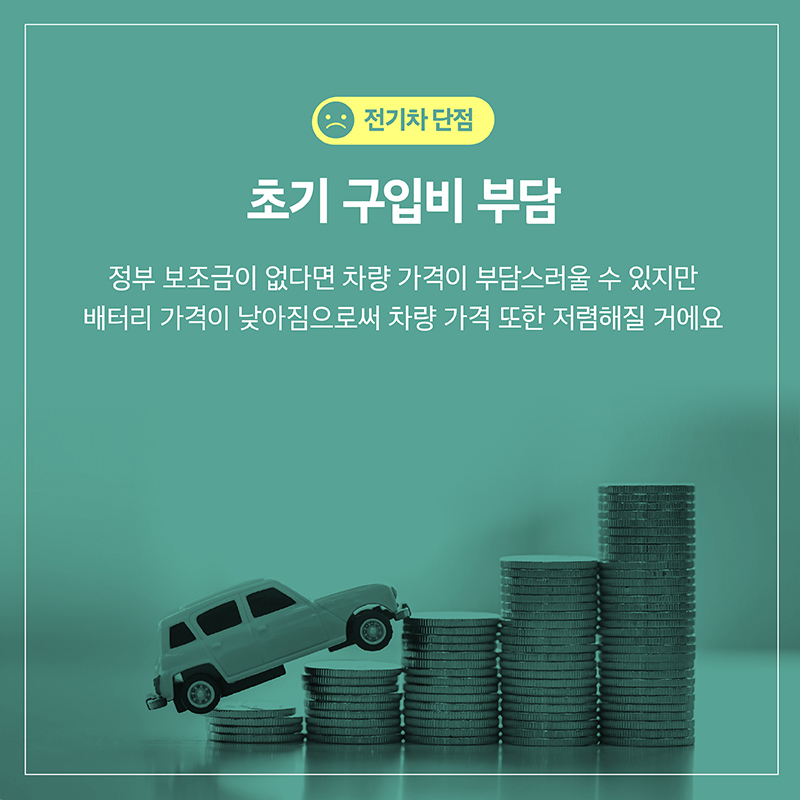 전기차 단점
초기 구입비 부담
정부 보조금이 없다면 차량 가격이 부담스러울 수 있지만
배터리 가격이 낮아짐으로써 차량 가격 또한 저렴해질 거에요